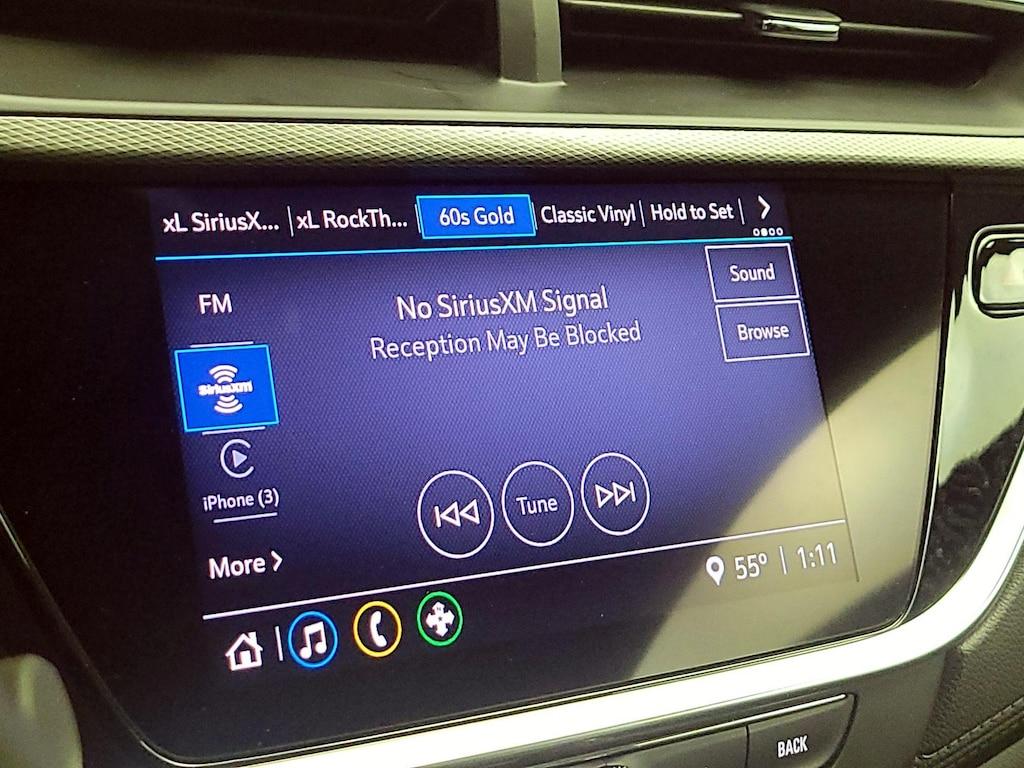 xL SiriusX... xL RockTh... 60s Gold Classic Vinyl Hold to Set
Sound
FM
No SiriusXM Signal
Reception May Be Blocked
Browse
SiriusXM
iPhone (3)
Tune
More
55° 1:11
BACK